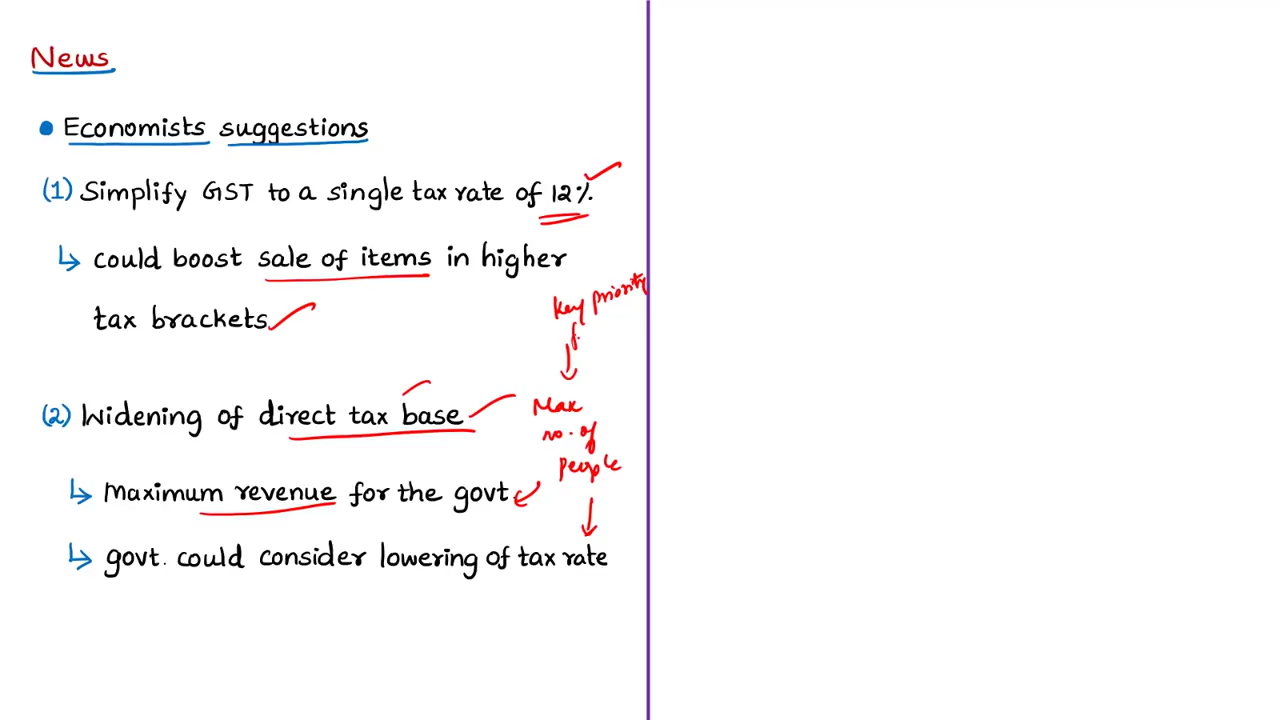 News
• Economists suggestions
(1) Simplify GST to a single tax rate of 12%.
↳ could boost sale of items in higher
tax brackets
key priority
(2) Widening of direct tax base
Max
no. of
people
↳ Maximum revenue for the govt
↳ govt. could consider lowering of tax rate